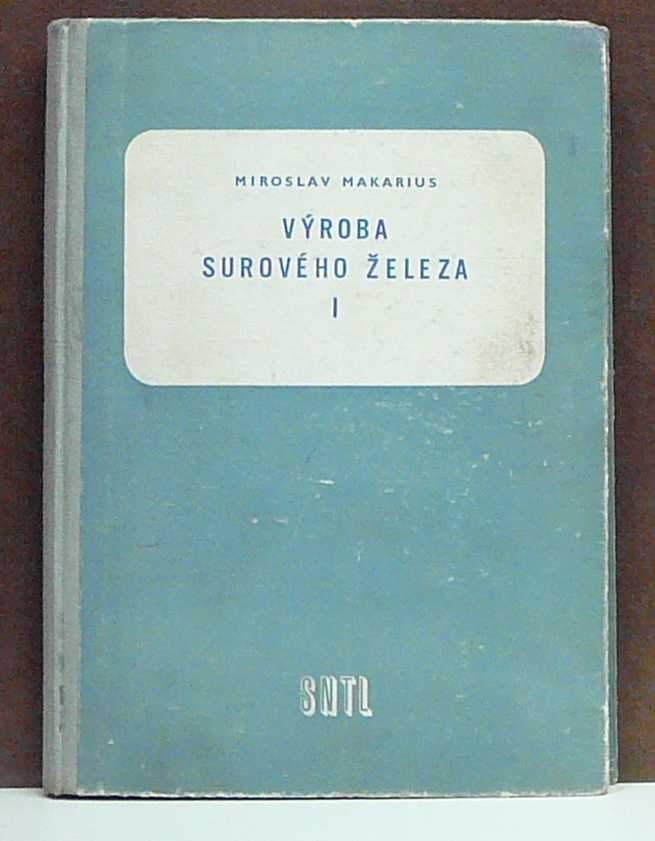 MIROSLAV MAKARIUS
VÝROBA
SUROVÉHO ŽELEZA
I
SNTL